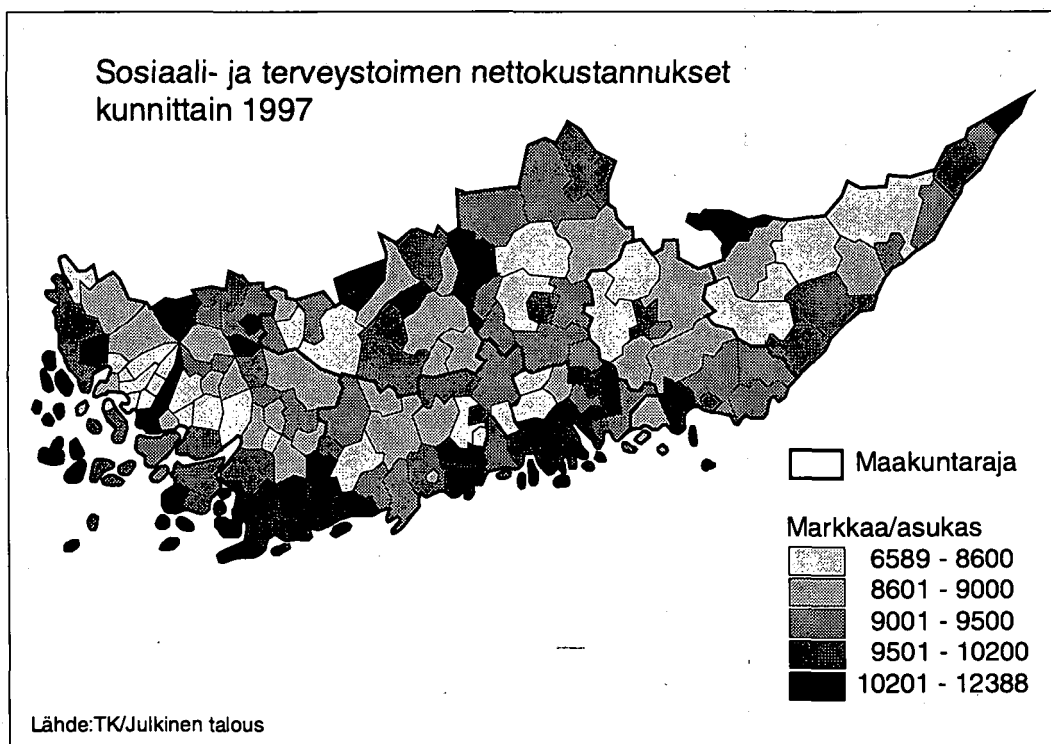 Sosiaali- ja terveystoimen nettokustannukset
kunnittain 1997
Maakuntaraja
Markkaa/asukas
6589 - 8600
8601 - 9000
9001 - 9500
9501 - 10200
10201 - 12388
Lähde:TK/Julkinen talous